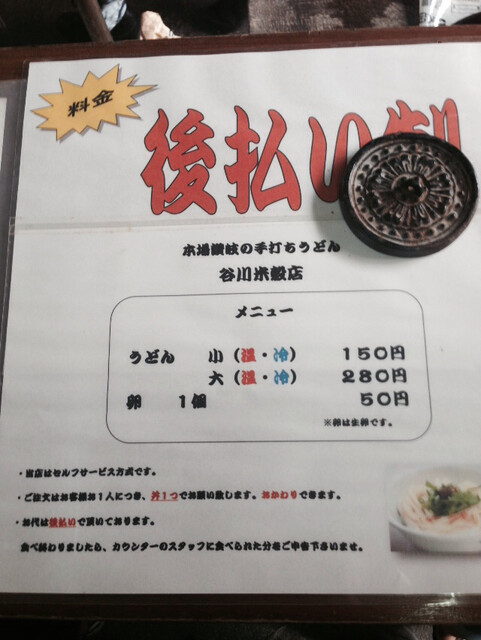 料金
後払い制
本場讃岐の手打ちうどん
谷川米穀店
メニュー
うどん 小(温・冷) 150円
大(温・冷) 280円
卵 1個 50円
※卵は生卵です。
・当店はセルフサービス方式です。
・ご注文はお客様お1人につき、丼1つでお願い致します。おかわりできます。
・お代は後払いで頂いております。
食べ終わりましたら、カウンターのスタッフに食べられた分をご申告下さいませ。